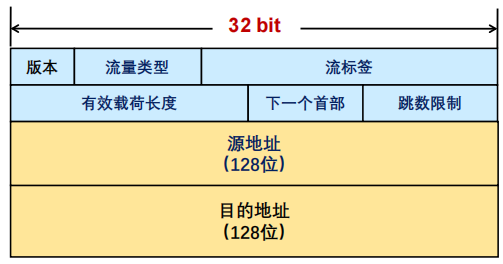 32 bit
版本 流量类型 流标签
有效载荷长度 下一个首部 跳数限制
源地址
(128位)
目的地址
(128位)